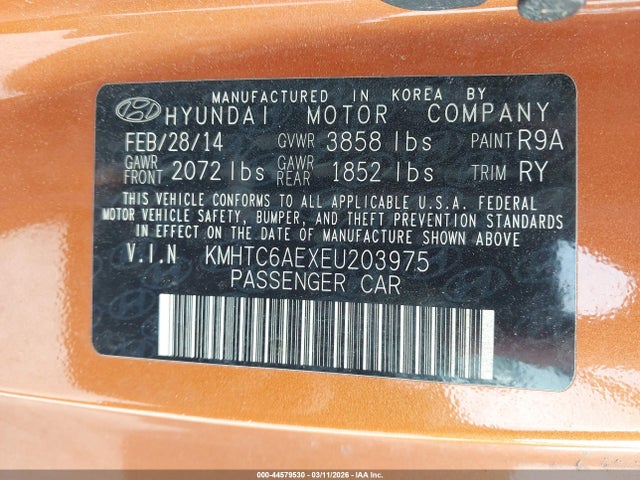 MANUFACTURED IN KOREA BY
HYUNDAI MOTOR COMPANY
FEB/28/14 GVWR 3858 lbs PAINT R9A
GAWR FRONT 2072 lbs GAWR REAR 1852 lbs TRIM RY
THIS VEHICLE CONFORMS TO ALL APPLICABLE U.S.A. FEDERAL
MOTOR VEHICLE SAFETY, BUMPER, AND THEFT PREVENTION STANDARDS
IN EFFECT ON THE DATE OF MANUFACTURE SHOWN ABOVE
V.I.N KMHTC6AEXEU203975
PASSENGER CAR
000-44579530 - 03/11/2026 - IAA Inc.